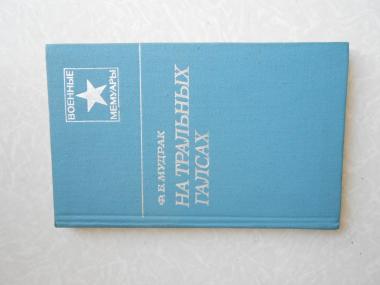 ВОЕННЫЕ
МЕМУАРЫ
Ф. Б. МУДРАК
НА ТРАЛЬНЫХ
ГАЛСАХ